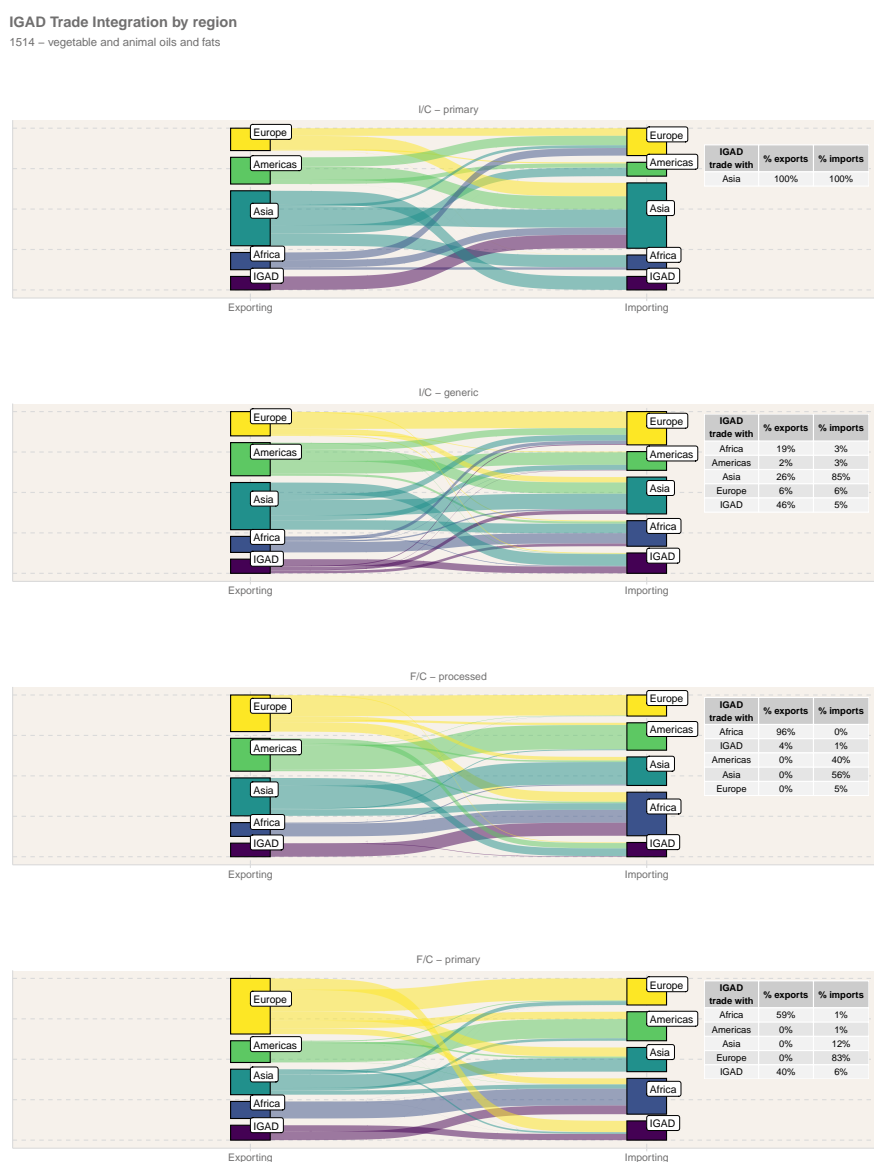 IGAD Trade Integration by region
1514 – vegetable and animal oils and fats
I/C – primary
Europe
Americas
Asia
Africa
IGAD
Europe
Americas
Asia
Africa
IGAD
Exporting
Importing
IGAD trade with % exports % imports
Asia 100% 100%
I/C – generic
Europe
Americas
Asia
Africa
IGAD
Europe
Americas
Asia
Africa
IGAD
Exporting
Importing
IGAD trade with % exports % imports
Africa 19% 3%
Americas 2% 3%
Asia 26% 85%
Europe 6% 6%
IGAD 46% 5%
F/C – processed
Europe
Americas
Asia
Africa
IGAD
Europe
Americas
Asia
Africa
IGAD
Exporting
Importing
IGAD trade with % exports % imports
Africa 96% 0%
IGAD 4% 1%
Americas 0% 40%
Asia 0% 56%
Europe 0% 5%
F/C – primary
Europe
Americas
Asia
Africa
IGAD
Europe
Americas
Asia
Africa
IGAD
Exporting
Importing
IGAD trade with % exports % imports
Africa 59% 1%
Americas 0% 1%
Asia 0% 12%
Europe 0% 83%
IGAD 40% 6%